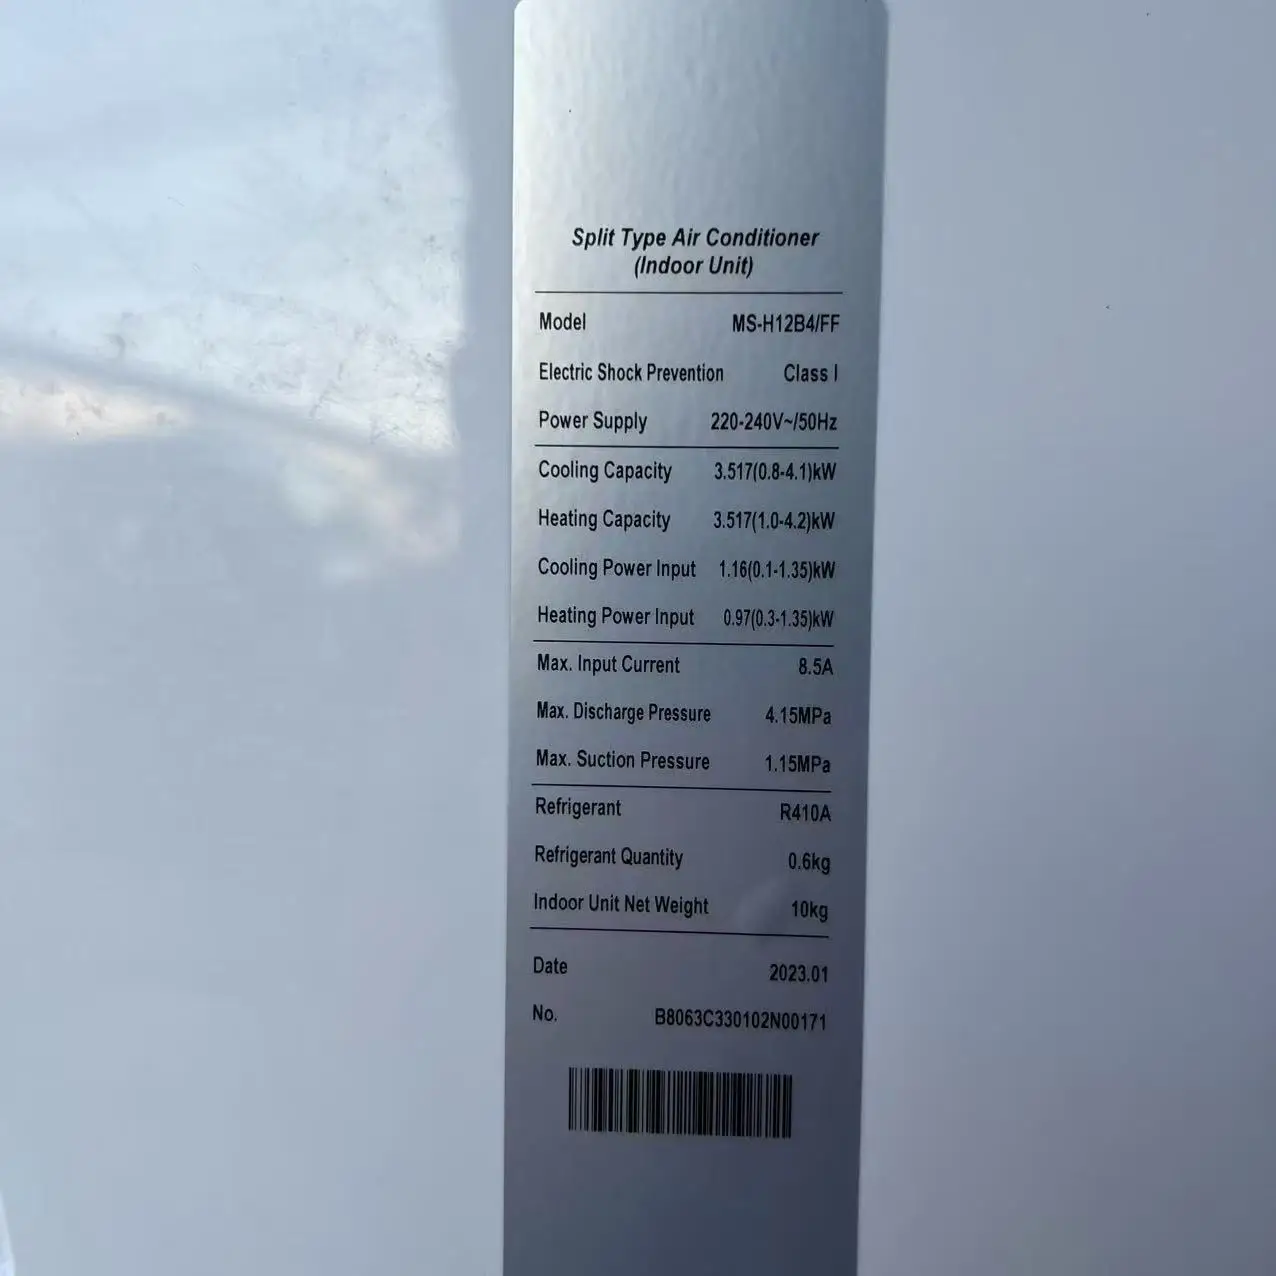 Split Type Air Conditioner
(Indoor Unit)
Model MS-H12B4/FF
Electric Shock Prevention Class I
Power Supply 220-240V~/50Hz
Cooling Capacity 3.517(0.8-4.1)kW
Heating Capacity 3.517(1.0-4.2)kW
Cooling Power Input 1.16(0.1-1.35)kW
Heating Power Input 0.97(0.3-1.35)kW
Max. Input Current 8.5A
Max. Discharge Pressure 4.15MPa
Max. Suction Pressure 1.15MPa
Refrigerant R410A
Refrigerant Quantity 0.6kg
Indoor Unit Net Weight 10kg
Date 2023.01
No. B8063C330102N00171